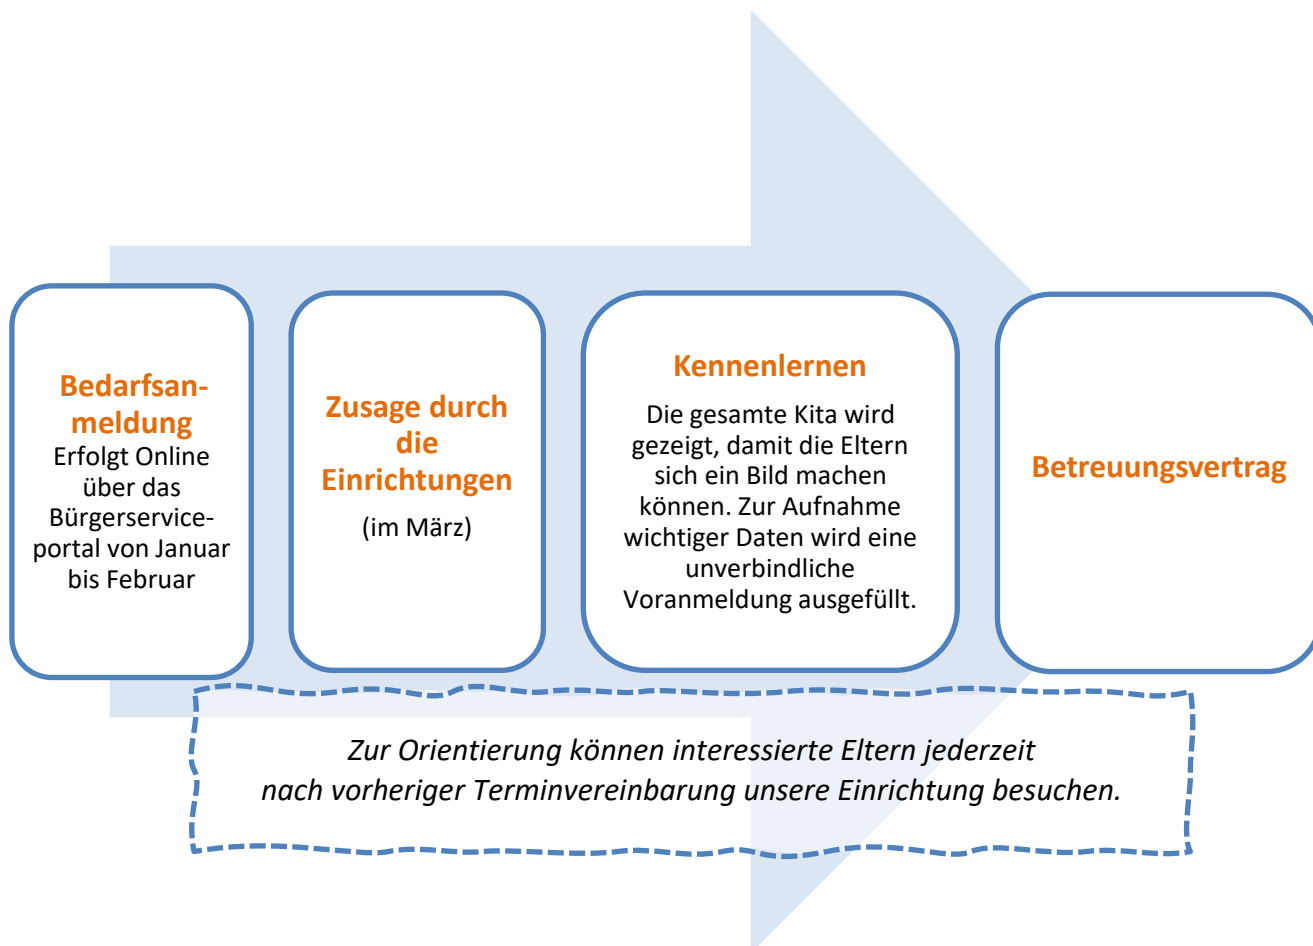 Bedarfsan-
meldung
Erfolgt Online
über das
Bürgerservice-
portal von Januar
bis Februar
Zusage durch
die
Einrichtungen
(im März)
Kennenlernen
Die gesamte Kita wird
gezeigt, damit die Eltern
sich ein Bild machen
können. Zur Aufnahme
wichtiger Daten wird eine
unverbindliche
Voranmeldung ausgefüllt.
Betreuungsvertrag
Zur Orientierung können interessierte Eltern jederzeit
nach vorheriger Terminvereinbarung unsere Einrichtung besuchen.